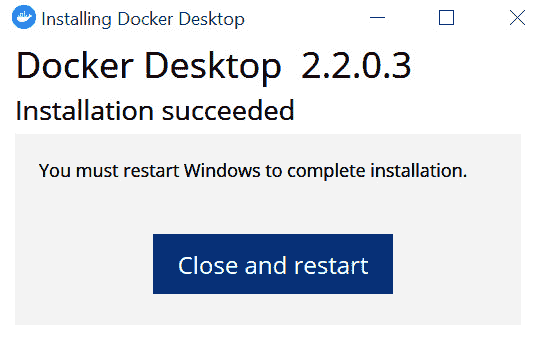 Installing Docker Desktop
Docker Desktop 2.2.0.3
Installation succeeded
You must restart Windows to complete installation.
Close and restart